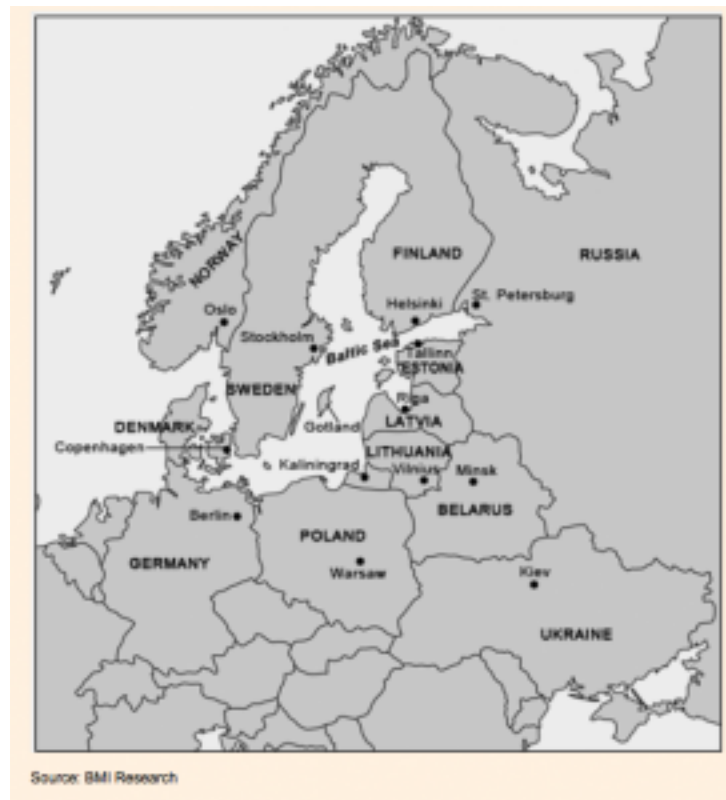 NORWAY
FINLAND
RUSSIA
Oslo
Helsinki
St. Petersburg
Stockholm
Baltic Sea
Tallinn
ESTONIA
SWEDEN
Riga
DENMARK
Gotland
LATVIA
Copenhagen
LITHUANIA
Kaliningrad
Vilnius
Minsk
BELARUS
Berlin
POLAND
GERMANY
Warsaw
Kiev
UKRAINE
Source: BMI Research